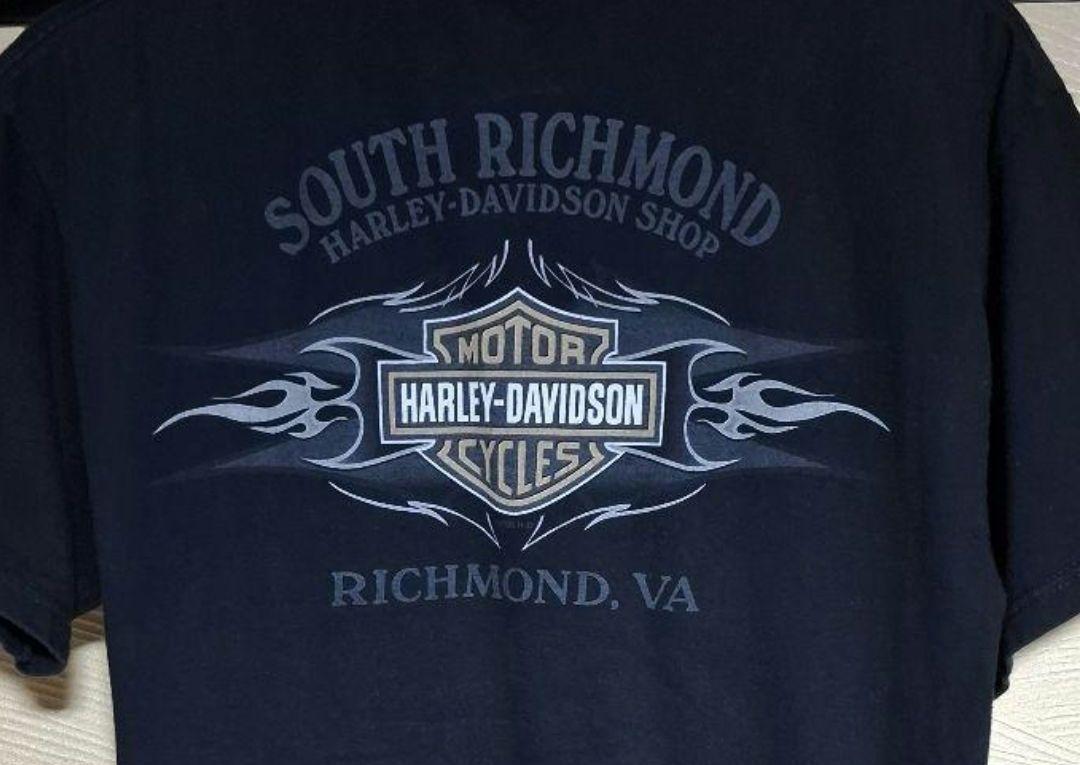 SOUTH RICHMOND
HARLEY-DAVIDSON SHOP
MOTOR
HARLEY-DAVIDSON
CYCLES
RICHMOND, VA